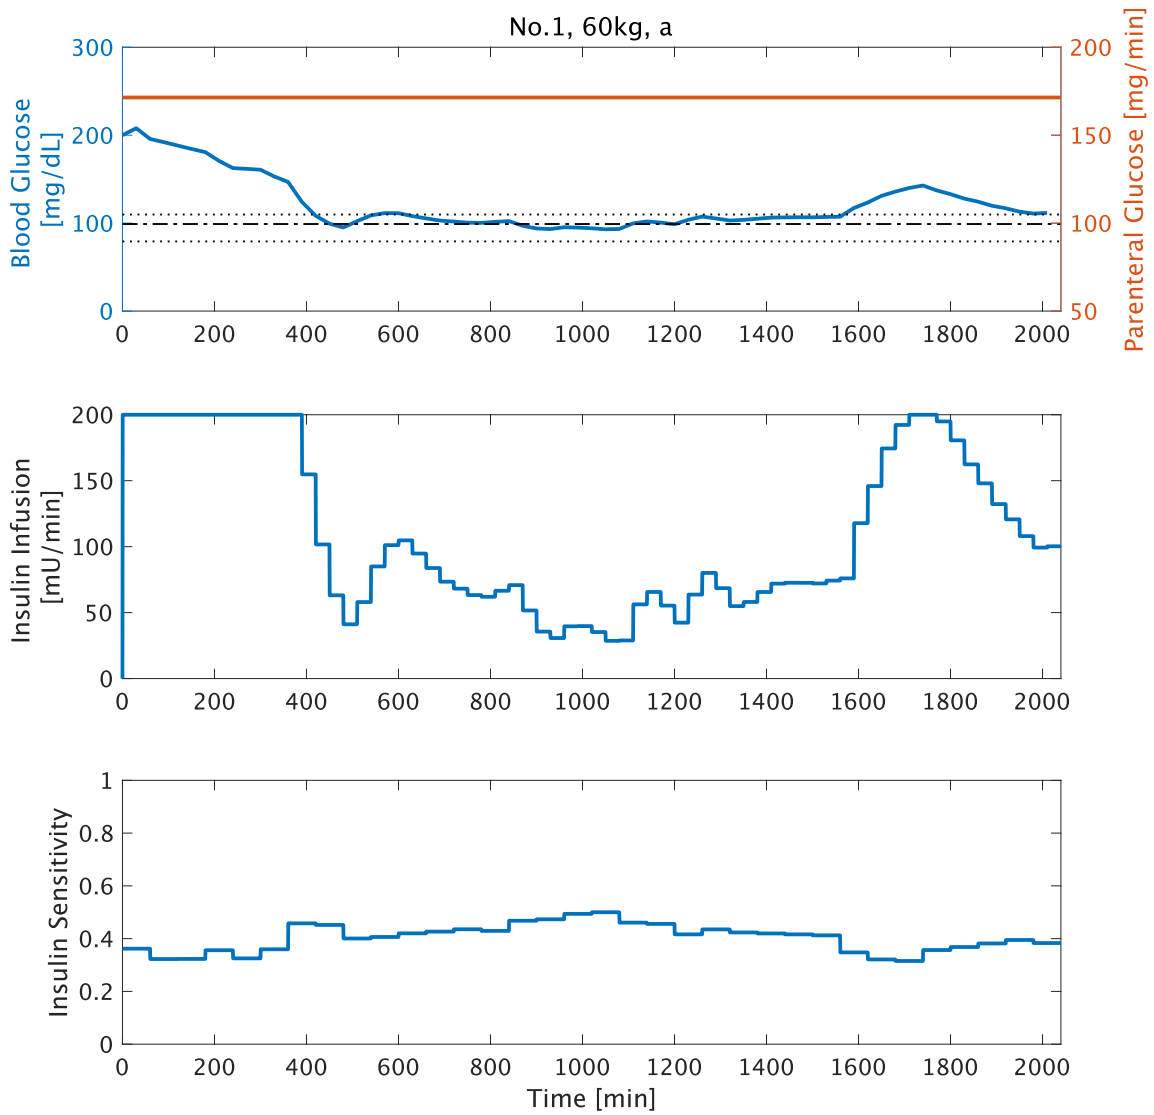 No.1, 60kg, a
Blood Glucose
[mg/dL]
300
200
100
0
200
150
100
50
Parenteral Glucose [mg/min]
0 200 400 600 800 1000 1200 1400 1600 1800 2000
Insulin Infusion
[mU/min]
200
150
100
50
0
0 200 400 600 800 1000 1200 1400 1600 1800 2000
Insulin Sensitivity
1
0.8
0.6
0.4
0.2
0
0 200 400 600 800 1000 1200 1400 1600 1800 2000
Time [min]